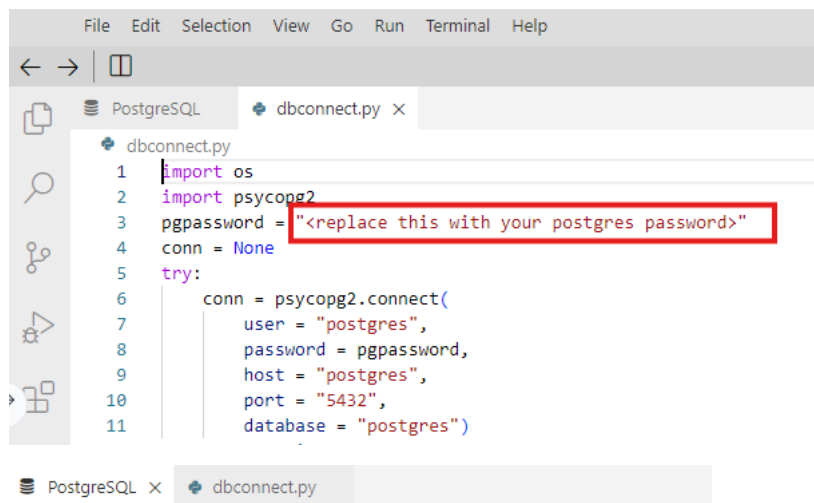 File Edit Selection View Go Run Terminal Help
PostgreSQL dbconnect.py
dbconnect.py
1 import os
2 import psycopg2
3 pgpassword = "<replace this with your postgres password>"
4 conn = None
5 try:
6 conn = psycopg2.connect(
7 user = "postgres",
8 password = pgpassword,
9 host = "postgres",
10 port = "5432",
11 database = "postgres")
PostgreSQL dbconnect.py